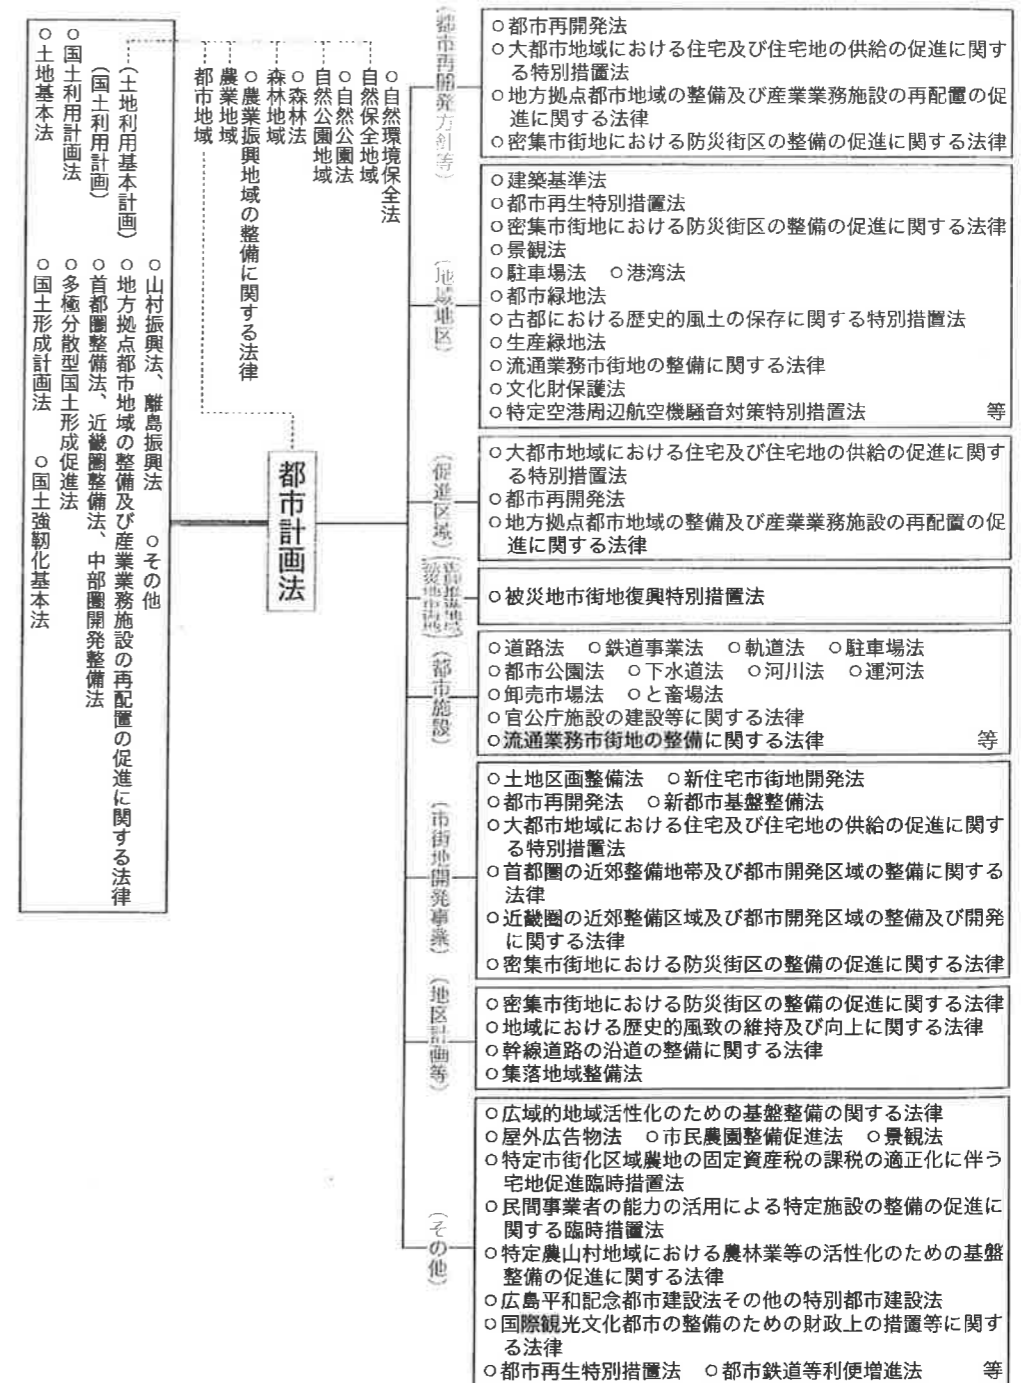 ○土地基本法
○国土利用計画法
（国土利用計画）
（土地利用基本計画）
○国土形成計画法 ○国土強靱化基本法
○多極分散型国土形成促進法
○首都圏整備法、近畿圏整備法、中部圏開発整備法
○地方拠点都市地域の整備及び産業業務施設の再配置の促進に関する法律
○山村振興法、離島振興法 ○その他
都市地域
農業地域
○農業振興地域の整備に関する法律
森林地域
○森林法
自然公園地域
○自然公園法
自然保全地域
○自然環境保全法
都市計画法
（都市再開発方針等）
○都市再開発法
○大都市地域における住宅及び住宅地の供給の促進に関す
る特別措置法
○地方拠点都市地域の整備及び産業業務施設の再配置の促
進に関する法律
○密集市街地における防災街区の整備の促進に関する法律
（地域地区）
○建築基準法
○都市再生特別措置法
○密集市街地における防災街区の整備の促進に関する法律
○景観法
○駐車場法 ○港湾法
○都市緑地法
○古都における歴史的風土の保存に関する特別措置法
○生産緑地法
○流通業務市街地の整備に関する法律
○文化財保護法
○特定空港周辺航空機騒音対策特別措置法 等
（促進区域）
○大都市地域における住宅及び住宅地の供給の促進に関す
る特別措置法
○都市再開発法
○地方拠点都市地域の整備及び産業業務施設の再配置の促
進に関する法律
（被災市街地
復興推進地域）
○被災地市街地復興特別措置法
（都市施設）
○道路法 ○鉄道事業法 ○軌道法 ○駐車場法
○都市公園法 ○下水道法 ○河川法 ○運河法
○卸売市場法 ○と畜場法
○官公庁施設の建設等に関する法律
○流通業務市街地の整備に関する法律 等
（市街地開発事業）
○土地区画整備法 ○新住宅市街地開発法
○都市再開発法 ○新都市基盤整備法
○大都市地域における住宅及び住宅地の供給の促進に関す
る特別措置法
○首都圏の近郊整備地帯及び都市開発区域の整備に関する
法律
○近畿圏の近郊整備区域及び都市開発区域の整備及び開発
に関する法律
○密集市街地における防災街区の整備の促進に関する法律
（地区計画等）
○密集市街地における防災街区の整備の促進に関する法律
○地域における歴史的風致の維持及び向上に関する法律
○幹線道路の沿道の整備に関する法律
○集落地域整備法
（その他）
○広域的地域活性化のための基盤整備の関する法律
○屋外広告物法 ○市民農園整備促進法 ○景観法
○特定市街化区域農地の固定資産税の課税の適正化に伴う
宅地促進臨時措置法
○民間事業者の能力の活用による特定施設の整備の促進に
関する臨時措置法
○特定農山村地域における農林業等の活性化のための基盤
整備の促進に関する法律
○広島平和記念都市建設法その他の特別都市建設法
○国際観光文化都市の整備のための財政上の措置等に関す
る法律
○都市再生特別措置法 ○都市鉄道等利便増進法 等